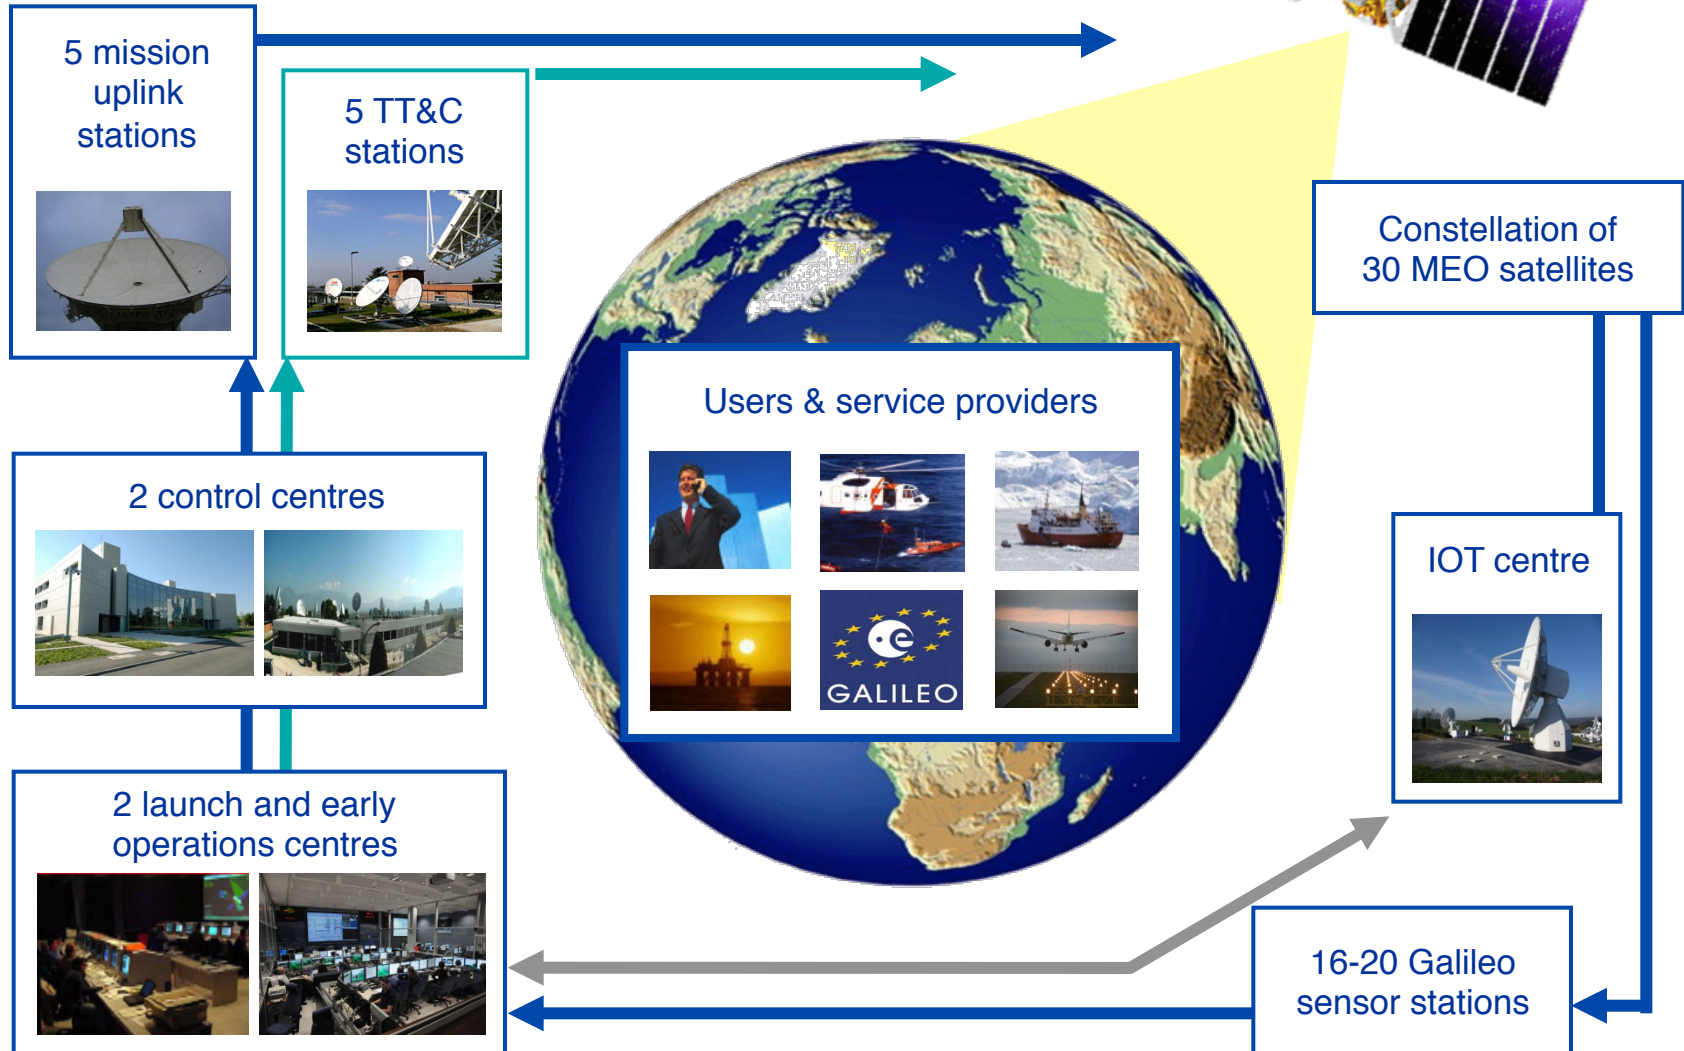 5 mission
uplink
stations
5 TT&C
stations
Constellation of
30 MEO satellites
Users & service providers
2 control centres
IOT centre
GALILEO
2 launch and early
operations centres
16-20 Galileo
sensor stations